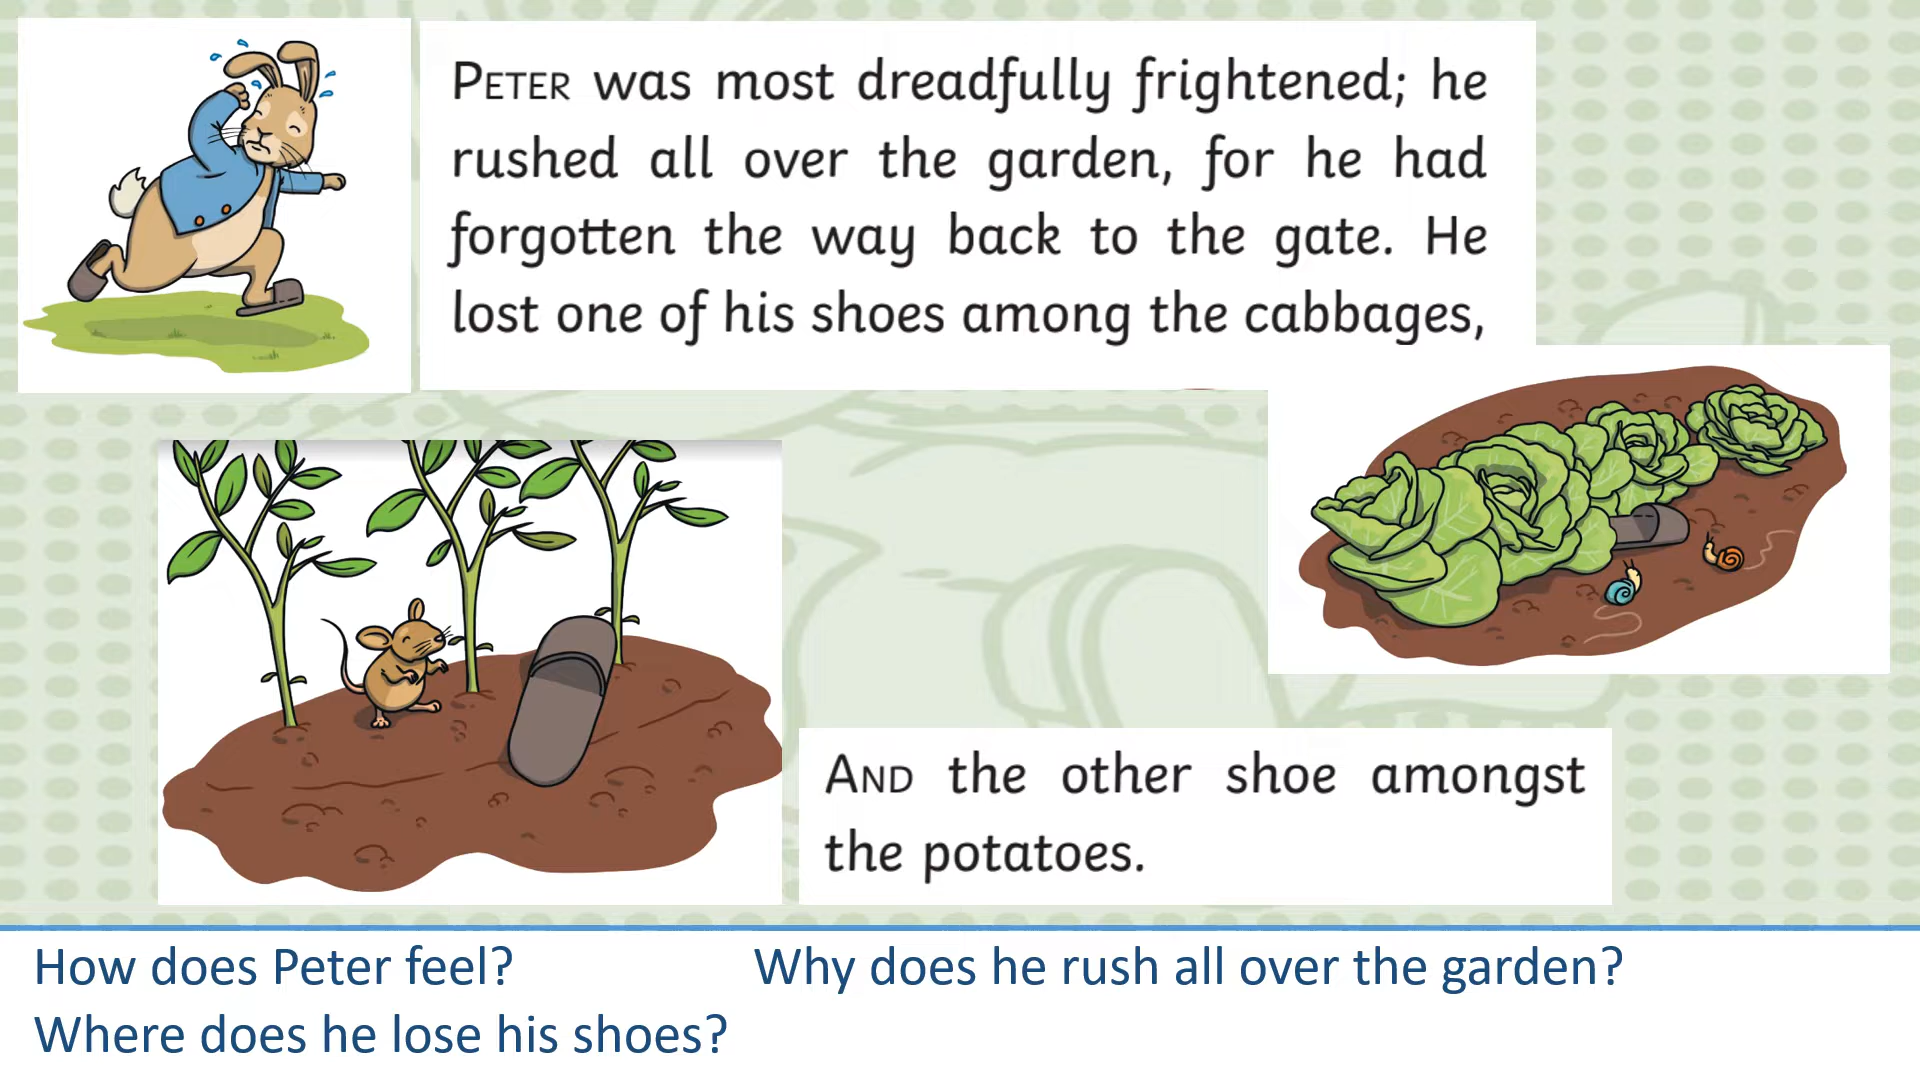 PETER was most dreadfully frightened; he
rushed all over the garden, for he had
forgotten the way back to the gate. He
lost one of his shoes among the cabbages,
AND the other shoe amongst
the potatoes.
How does Peter feel? Why does he rush all over the garden?
Where does he lose his shoes?